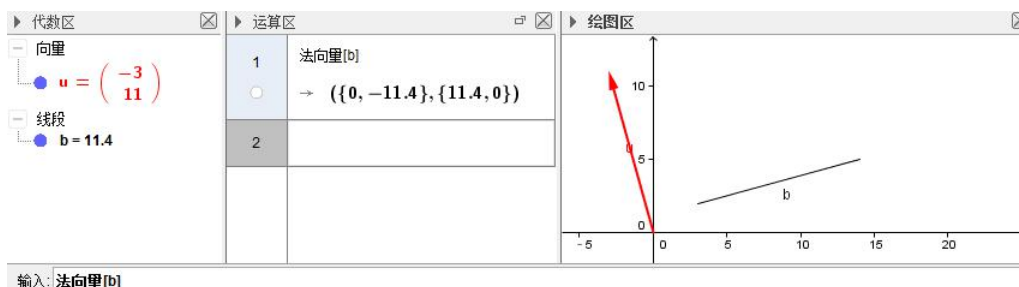 代数区
向量
u = ( −3 11 )
线段
b = 11.4
运算区
1
法向量[b]
→ ({0, −11.4},{11.4, 0})
2
绘图区
10
5
0
-5 0 5 10 15 20
u
b
输入: 法向量[b]